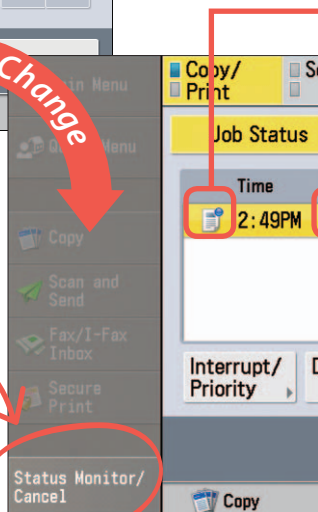 Change
Main Menu
Quick Menu
Copy
Scan and
Send
Fax/I-Fax
Inbox
Secure
Print
Status Monitor/
Cancel
Copy/
Print
Job Status
Time
2:49PM
Interrupt/
Priority
Copy